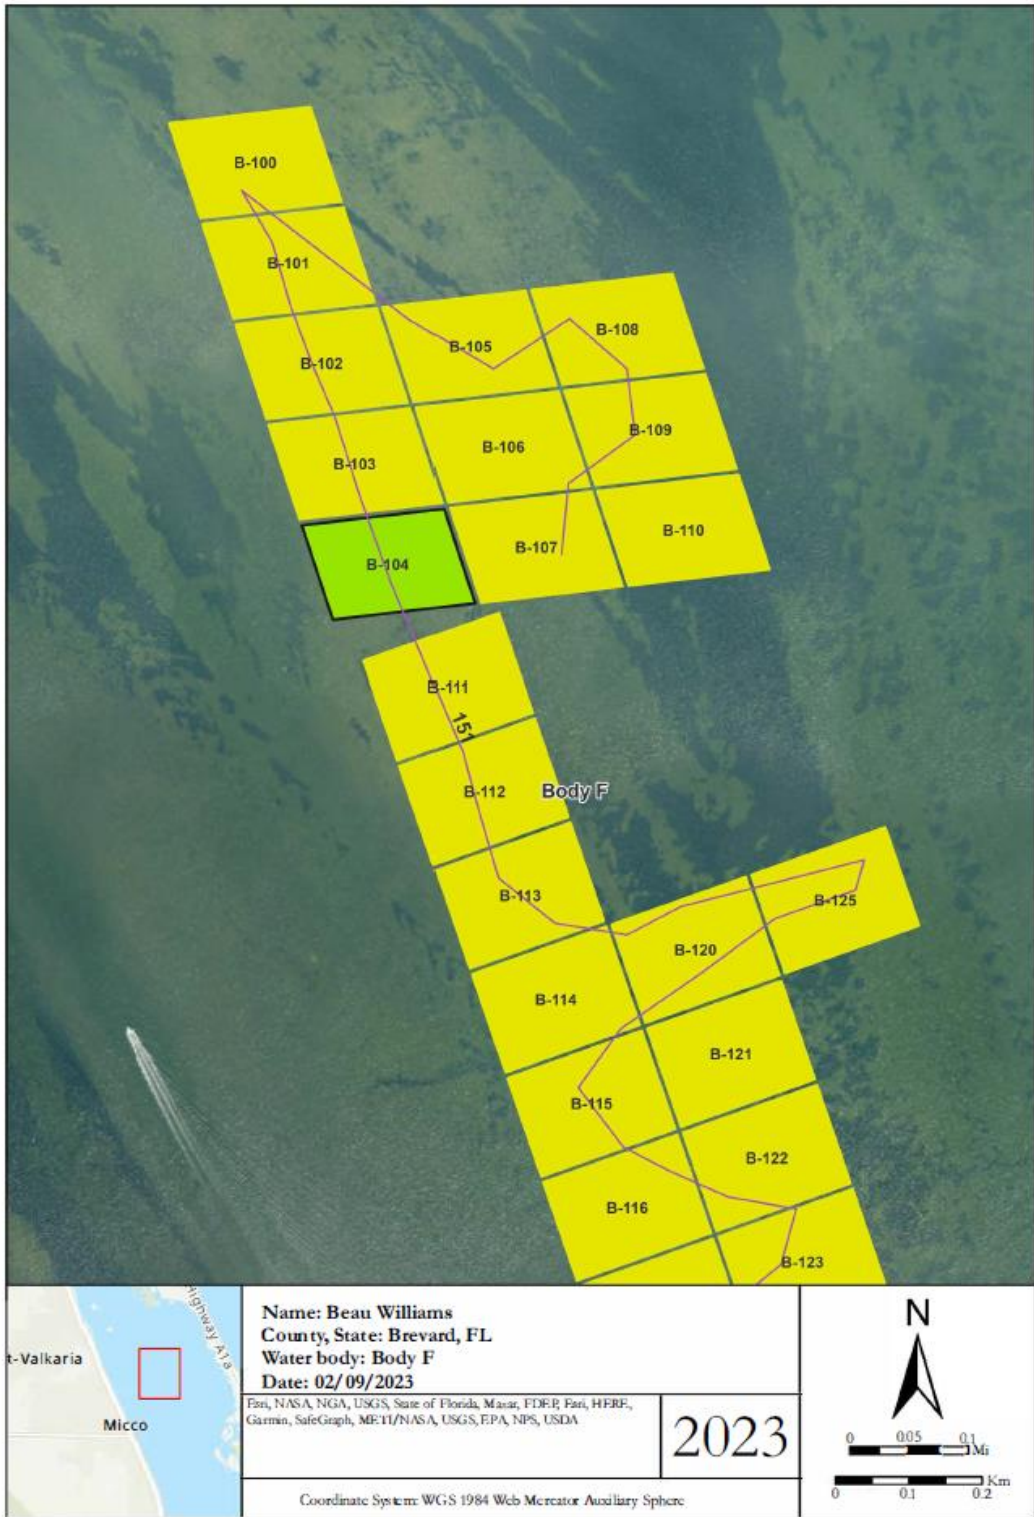 B-100
B-101
B-102
B-105
B-108
B-103
B-106
B-109
B-104
B-107
B-110
B-111
151
B-112
Body F
B-113
B-125
B-120
B-114
B-121
B-115
B-122
B-116
B-123
Highway A1a
t-Valkaria
Micco
Name: Beau Williams
County, State: Brevard, FL
Water body: Body F
Date: 02/09/2023
Esri, NASA, NGA, USGS, State of Florida, Maxar, FDEP, Esri, HERE,
Garmin, SafeGraph, METI/NASA, USGS, EPA, NPS, USDA
2023
Coordinate System: WGS 1984 Web Mercator Auxiliary Sphere
N
0 0.05 0.1
Mi
Km
0 0.1 0.2